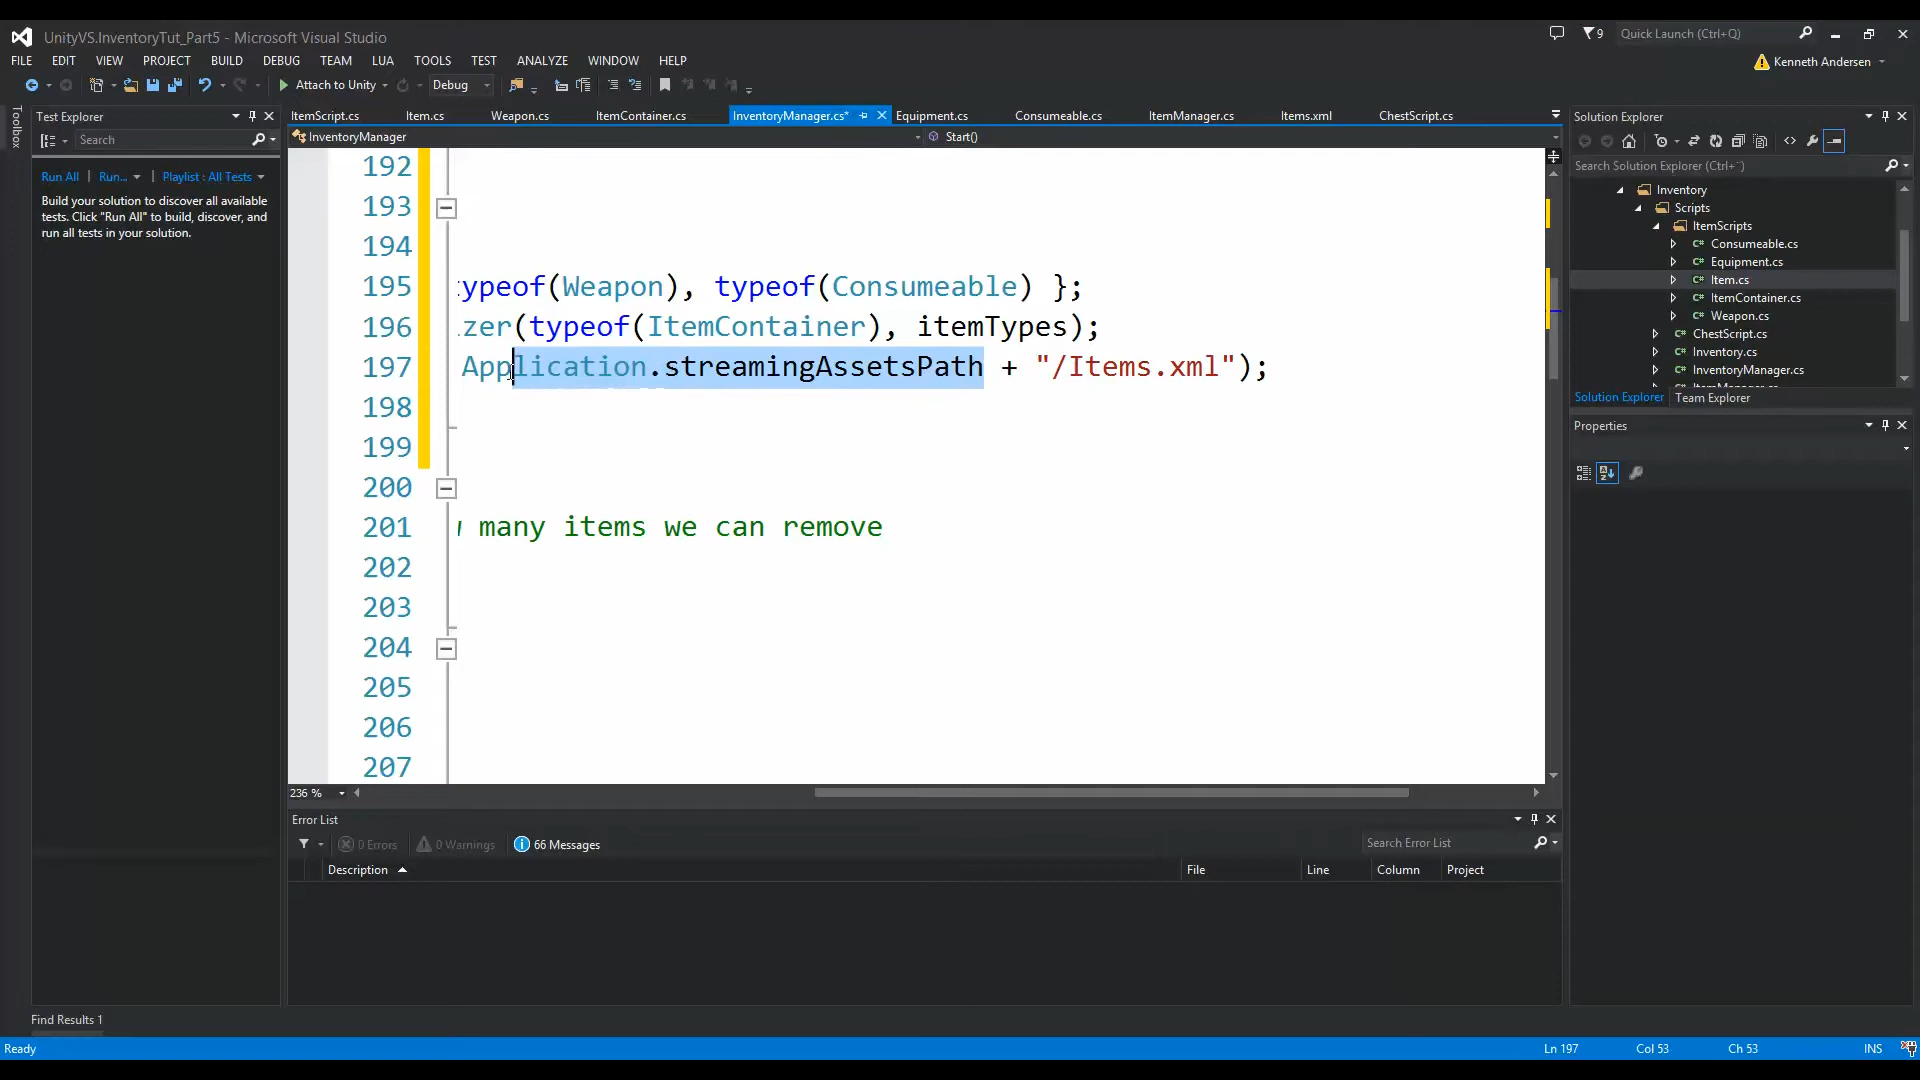 UnityVS.InventoryTut_Part5 - Microsoft Visual Studio
9
Quick Launch (Ctrl+Q)
FILE EDIT VIEW PROJECT BUILD DEBUG TEAM LUA TOOLS TEST ANALYZE WINDOW HELP
Kenneth Andersen
Attach to Unity
Debug
Toolbox
Test Explorer
Search
Run All | Run... | Playlist : All Tests
Build your solution to discover all available
tests. Click "Run All" to build, discover, and
run all tests in your solution.
ItemScript.cs Item.cs Weapon.cs ItemContainer.cs InventoryManager.cs* Equipment.cs Consumeable.cs ItemManager.cs Items.xml ChestScript.cs
InventoryManager
Start()
192
193
194
195 ypeof(Weapon), typeof(Consumeable) };
196 zer(typeof(ItemContainer), itemTypes);
197 Application.streamingAssetsPath + "/Items.xml");
198
199
200
201 many items we can remove
202
203
204
205
206
207
236 %
Error List
0 Errors
0 Warnings
66 Messages
Search Error List
Description File Line Column Project
Solution Explorer
Search Solution Explorer (Ctrl+¨)
Inventory
Scripts
ItemScripts
Consumeable.cs
Equipment.cs
Item.cs
ItemContainer.cs
Weapon.cs
ChestScript.cs
Inventory.cs
InventoryManager.cs
Solution Explorer Team Explorer
Properties
Find Results 1
Ready
Ln 197 Col 53 Ch 53 INS